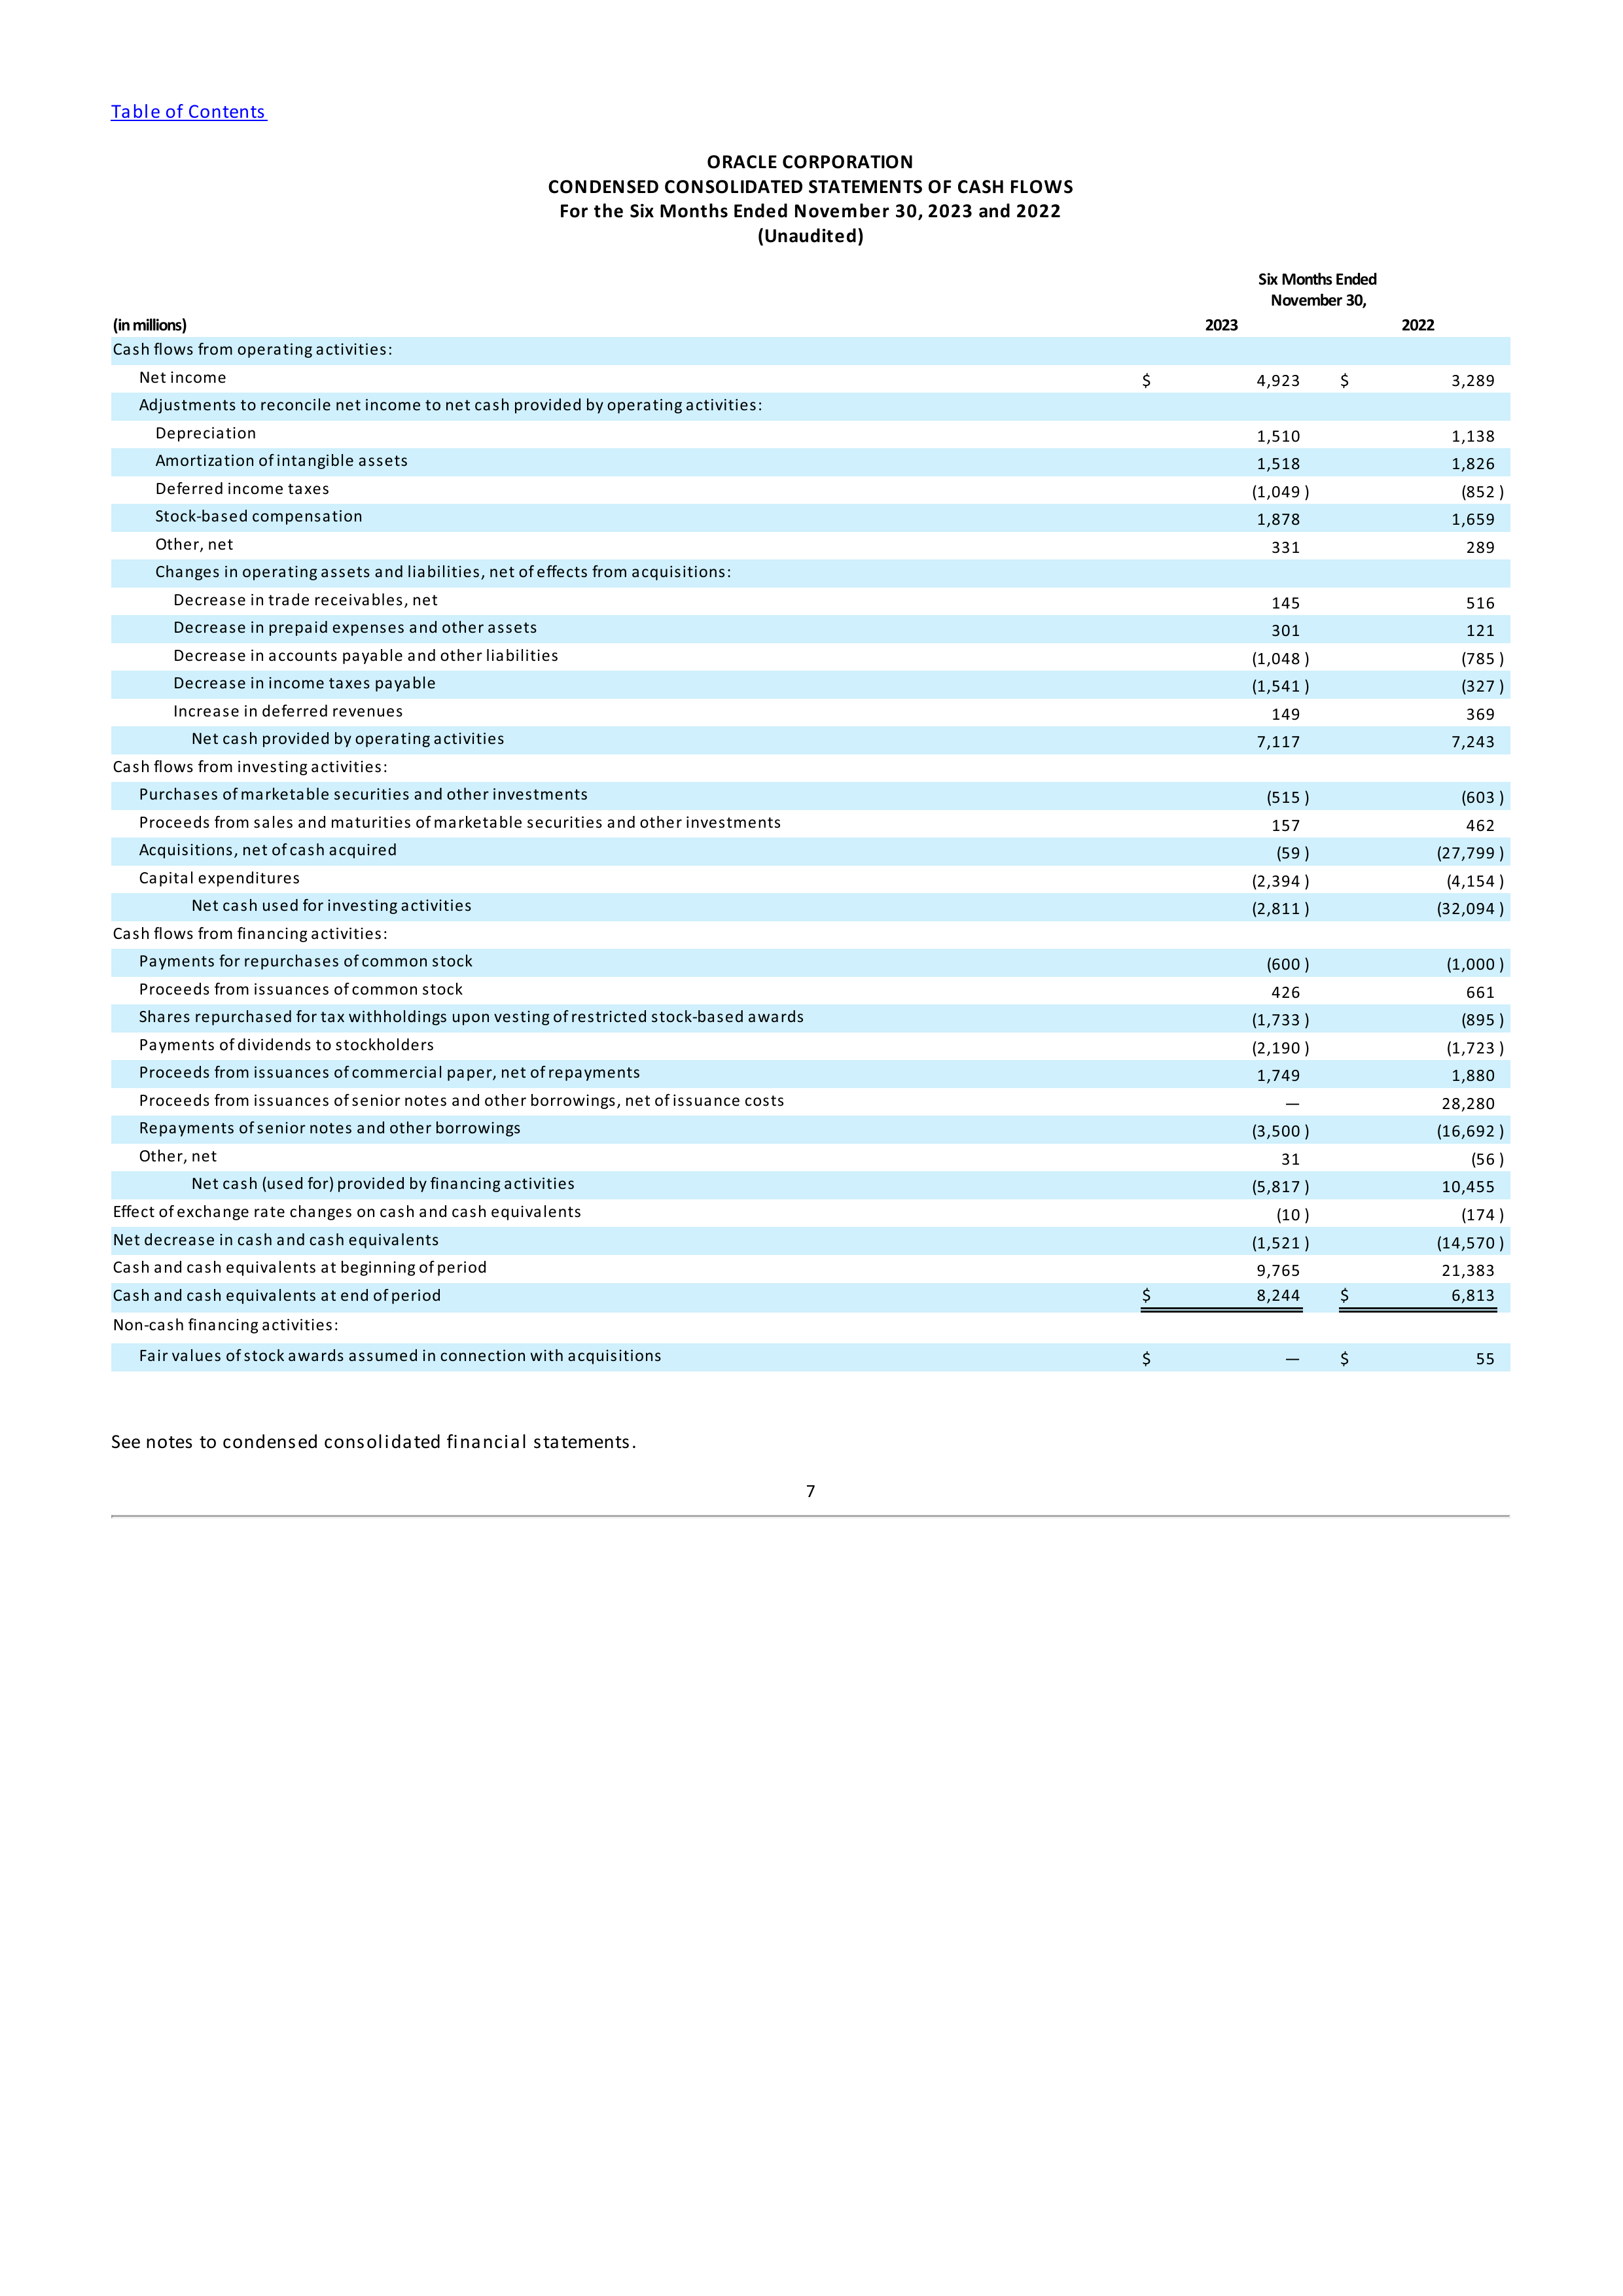 Table of Contents
ORACLE CORPORATION
CONDENSED CONSOLIDATED STATEMENTS OF CASH FLOWS
For the Six Months Ended November 30, 2023 and 2022
(Unaudited)
Six Months Ended
November 30,
(in millions) 2023 2022
Cash flows from operating activities:
Net income $ 4,923 $ 3,289
Adjustments to reconcile net income to net cash provided by operating activities:
Depreciation 1,510 1,138
Amortization of intangible assets 1,518 1,826
Deferred income taxes (1,049 ) (852 )
Stock-based compensation 1,878 1,659
Other, net 331 289
Changes in operating assets and liabilities, net of effects from acquisitions:
Decrease in trade receivables, net 145 516
Decrease in prepaid expenses and other assets 301 121
Decrease in accounts payable and other liabilities (1,048 ) (785 )
Decrease in income taxes payable (1,541 ) (327 )
Increase in deferred revenues 149 369
Net cash provided by operating activities 7,117 7,243
Cash flows from investing activities:
Purchases of marketable securities and other investments (515 ) (603 )
Proceeds from sales and maturities of marketable securities and other investments 157 462
Acquisitions, net of cash acquired (59 ) (27,799 )
Capital expenditures (2,394 ) (4,154 )
Net cash used for investing activities (2,811 ) (32,094 )
Cash flows from financing activities:
Payments for repurchases of common stock (600 ) (1,000 )
Proceeds from issuances of common stock 426 661
Shares repurchased for tax withholdings upon vesting of restricted stock-based awards (1,733 ) (895 )
Payments of dividends to stockholders (2,190 ) (1,723 )
Proceeds from issuances of commercial paper, net of repayments 1,749 1,880
Proceeds from issuances of senior notes and other borrowings, net of issuance costs — 28,280
Repayments of senior notes and other borrowings (3,500 ) (16,692 )
Other, net 31 (56 )
Net cash (used for) provided by financing activities (5,817 ) 10,455
Effect of exchange rate changes on cash and cash equivalents (10 ) (174 )
Net decrease in cash and cash equivalents (1,521 ) (14,570 )
Cash and cash equivalents at beginning of period 9,765 21,383
Cash and cash equivalents at end of period $ 8,244 $ 6,813
Non-cash financing activities:
Fair values of stock awards assumed in connection with acquisitions $ — $ 55
See notes to condensed consolidated financial statements.
7